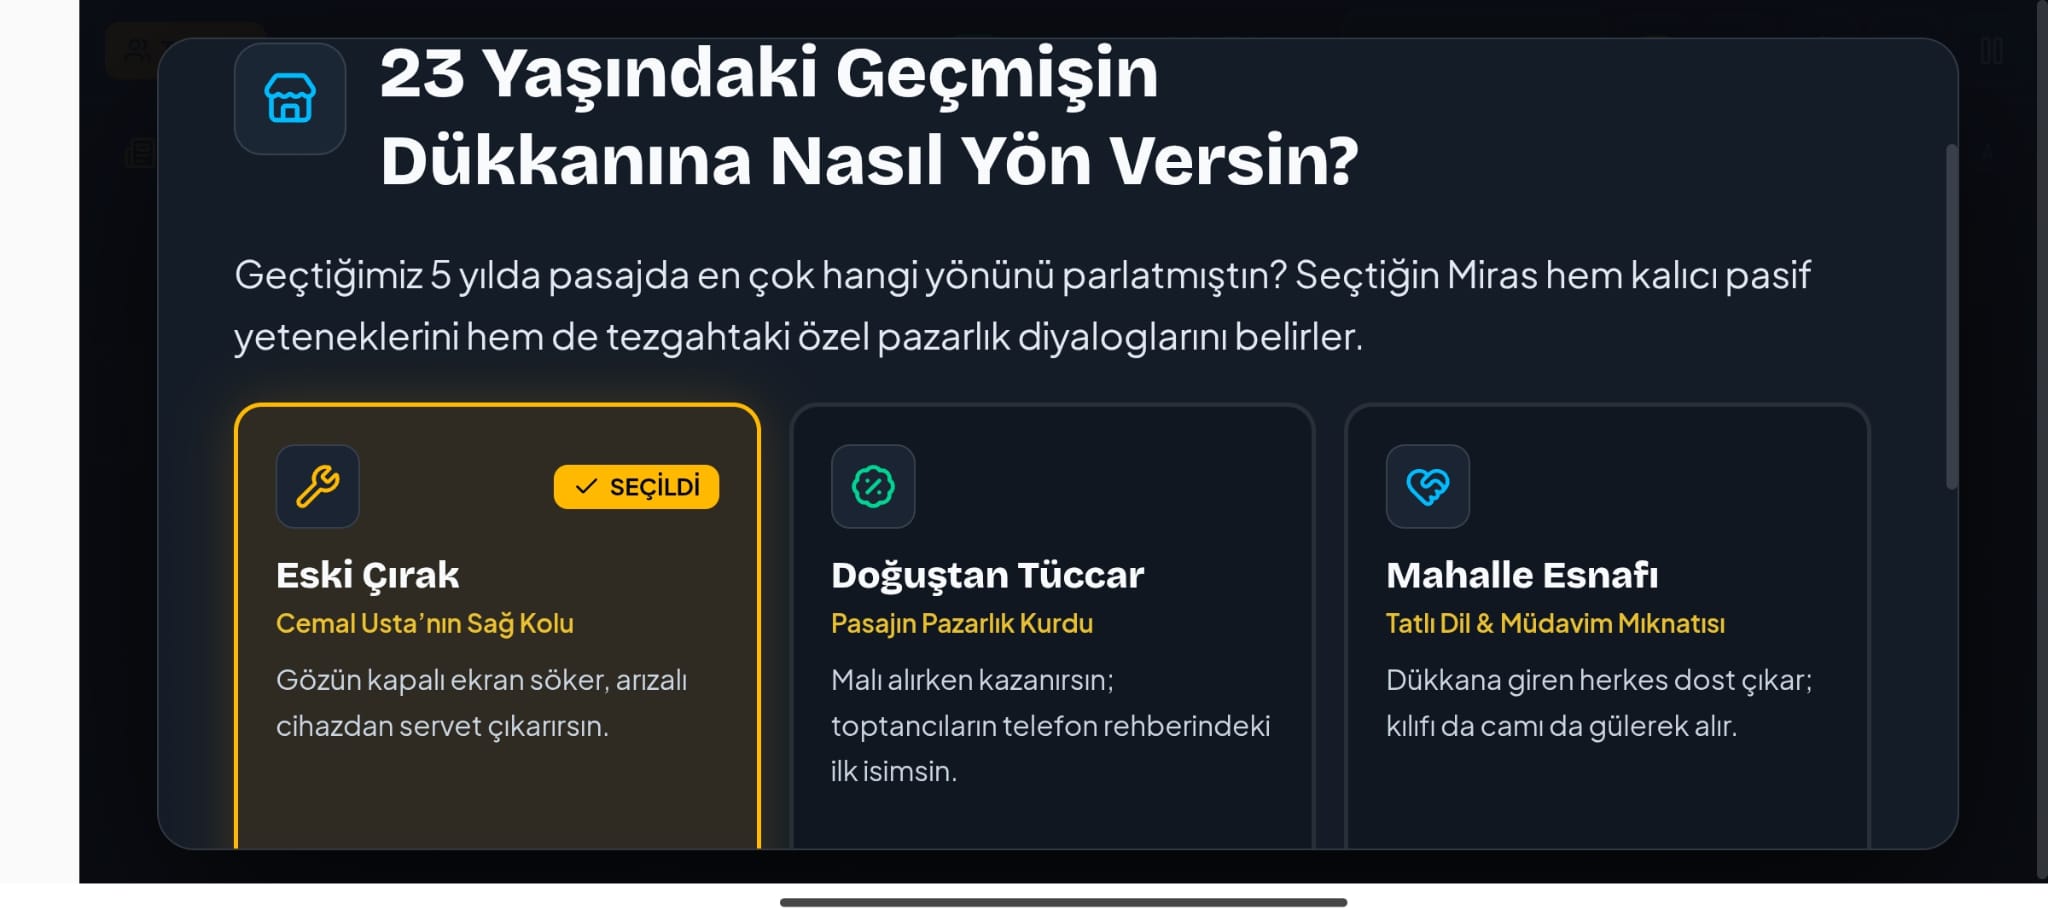 23 Yaşındaki Geçmişin
Dükkanına Nasıl Yön Versin?
Geçtiğimiz 5 yılda pasajda en çok hangi yönünü parlatmıştın? Seçtiğin Miras hem kalıcı pasif
yeteneklerini hem de tezgahtaki özel pazarlık diyaloglarını belirler.
SEÇİLDİ
Eski Çırak
Cemal Usta’nın Sağ Kolu
Gözün kapalı ekran söker, arızalı
cihazdan servet çıkarırsın.
Doğuştan Tüccar
Pasajın Pazarlık Kurdu
Malı alırken kazanırsın;
toptancıların telefon rehberindeki
ilk isimsin.
Mahalle Esnafı
Tatlı Dil & Müdavim Mıknatısı
Dükkana giren herkes dost çıkar;
kılıfı da camı da gülerek alır.